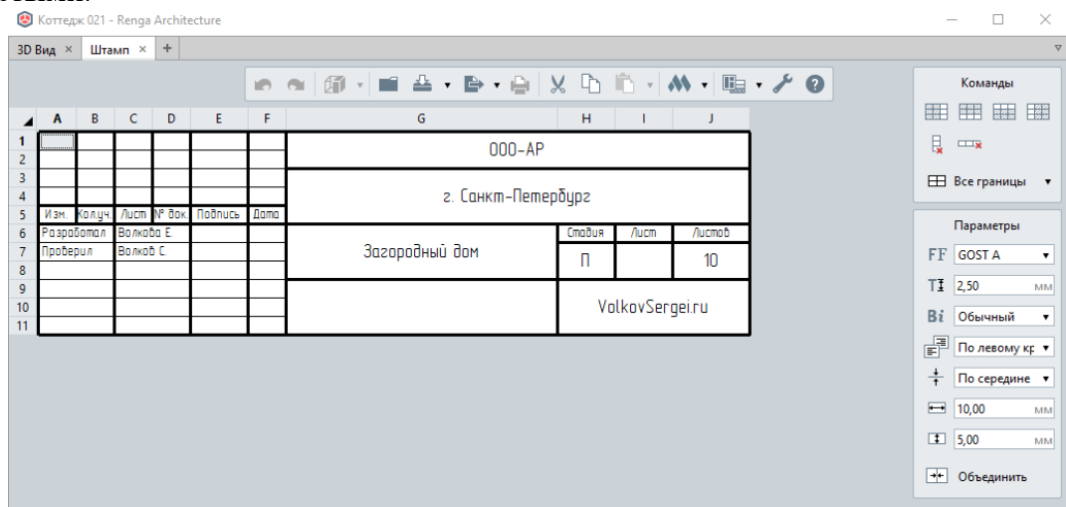 Коттедж 021 - Renga Architecture
3D Вид × Штамп × +
Команды
A B C D E F G H I J
1
2
3
4
5
6
7
8
9
10
11
ООО-АР
г. Санкт-Петербург
Изм. Кол.уч. Лист № док. Подпись Дата
Разработал Волкова Е.
Проверил Волков С.
Загородный дом
Стадия Лист Листов
П 10
VolkovSergei.ru
Все границы
Параметры
FF GOST A
TI 2,50 мм
Bi Обычный
По левому кр
По середине
10,00 мм
5,00 мм
Объединить